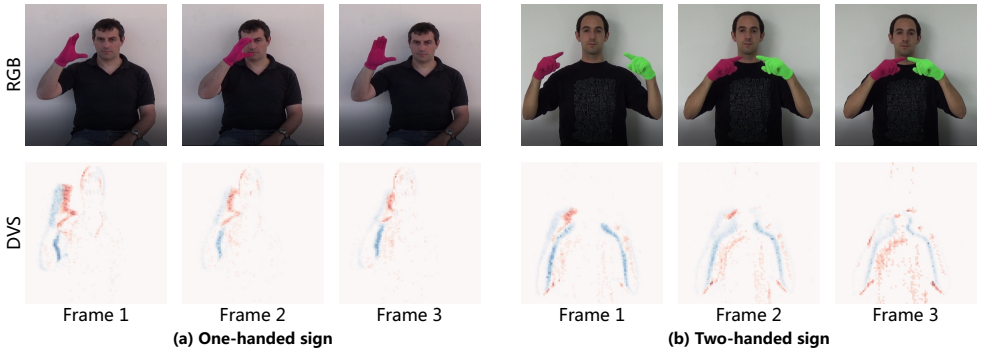 RGB
DVS
Frame 1 Frame 2 Frame 3 Frame 1 Frame 2 Frame 3
(a) One-handed sign (b) Two-handed sign